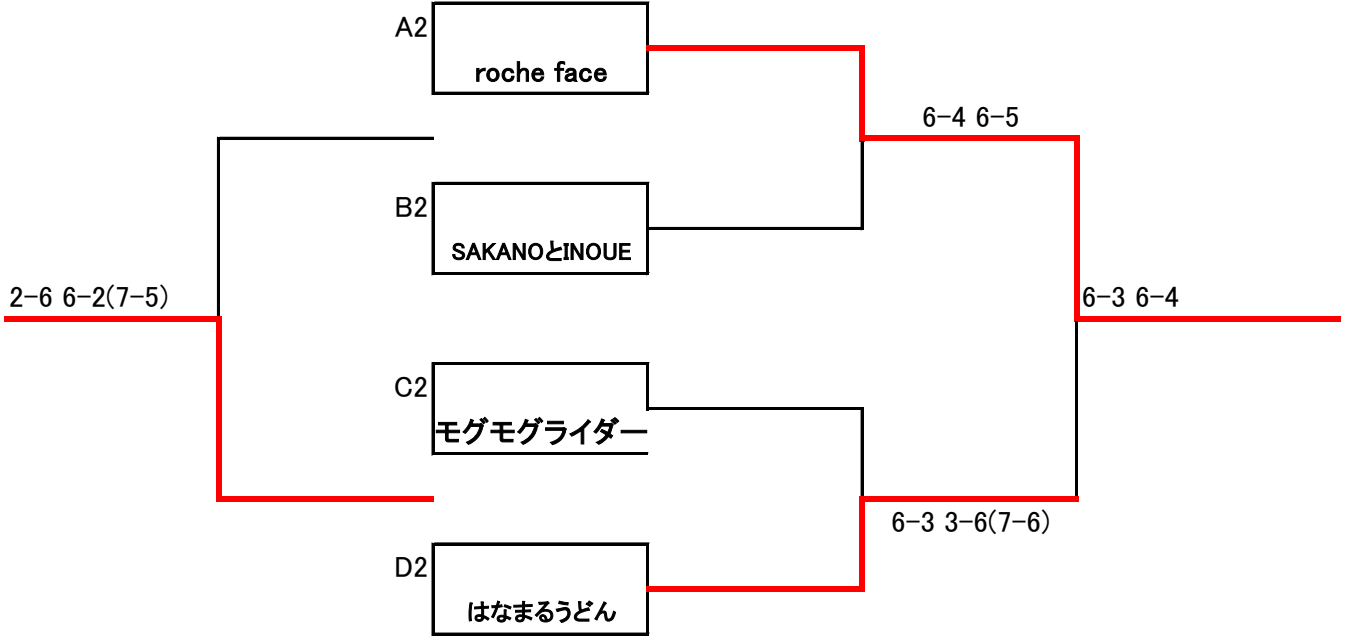 A2
roche face
6-4 6-5
B2
SAKANOとINOUE
2-6 6-2(7-5)
6-3 6-4
C2
モグモグライダー
6-3 3-6(7-6)
D2
はなまるうどん